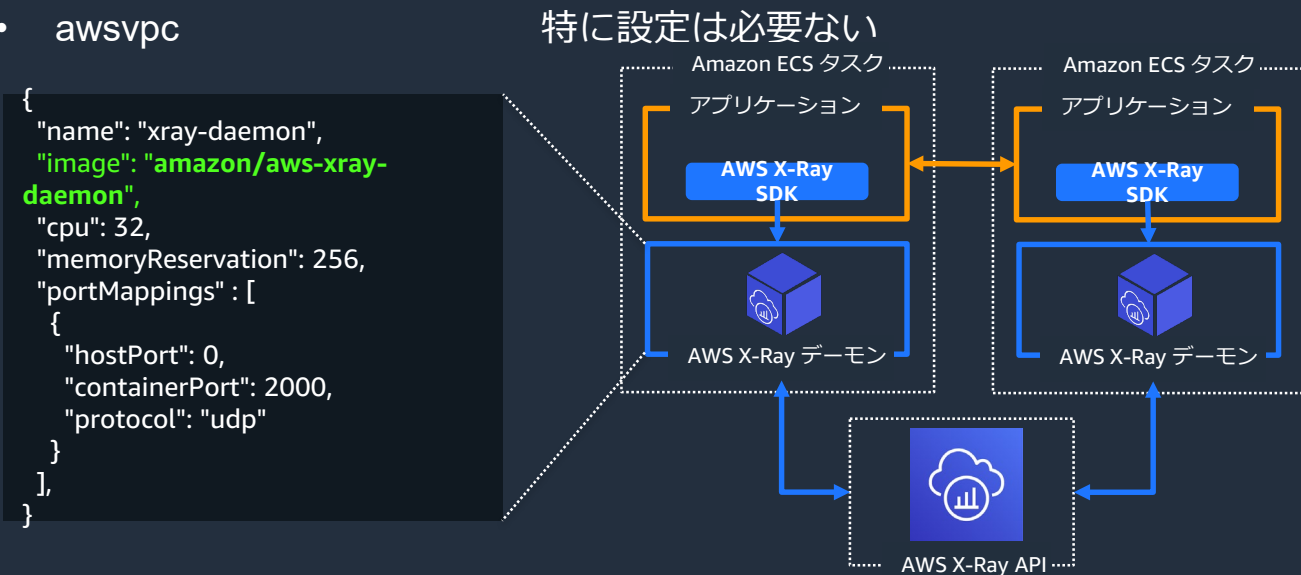 • awsvpc 特に設定は必要ない
{
"name": "xray-daemon",
"image": "amazon/aws-xray-
daemon",
"cpu": 32,
"memoryReservation": 256,
"portMappings" : [
{
"hostPort": 0,
"containerPort": 2000,
"protocol": "udp"
}
],
}
Amazon ECS タスク
アプリケーション
AWS X-Ray
SDK
AWS X-Ray デーモン
Amazon ECS タスク
アプリケーション
AWS X-Ray
SDK
AWS X-Ray デーモン
AWS X-Ray API